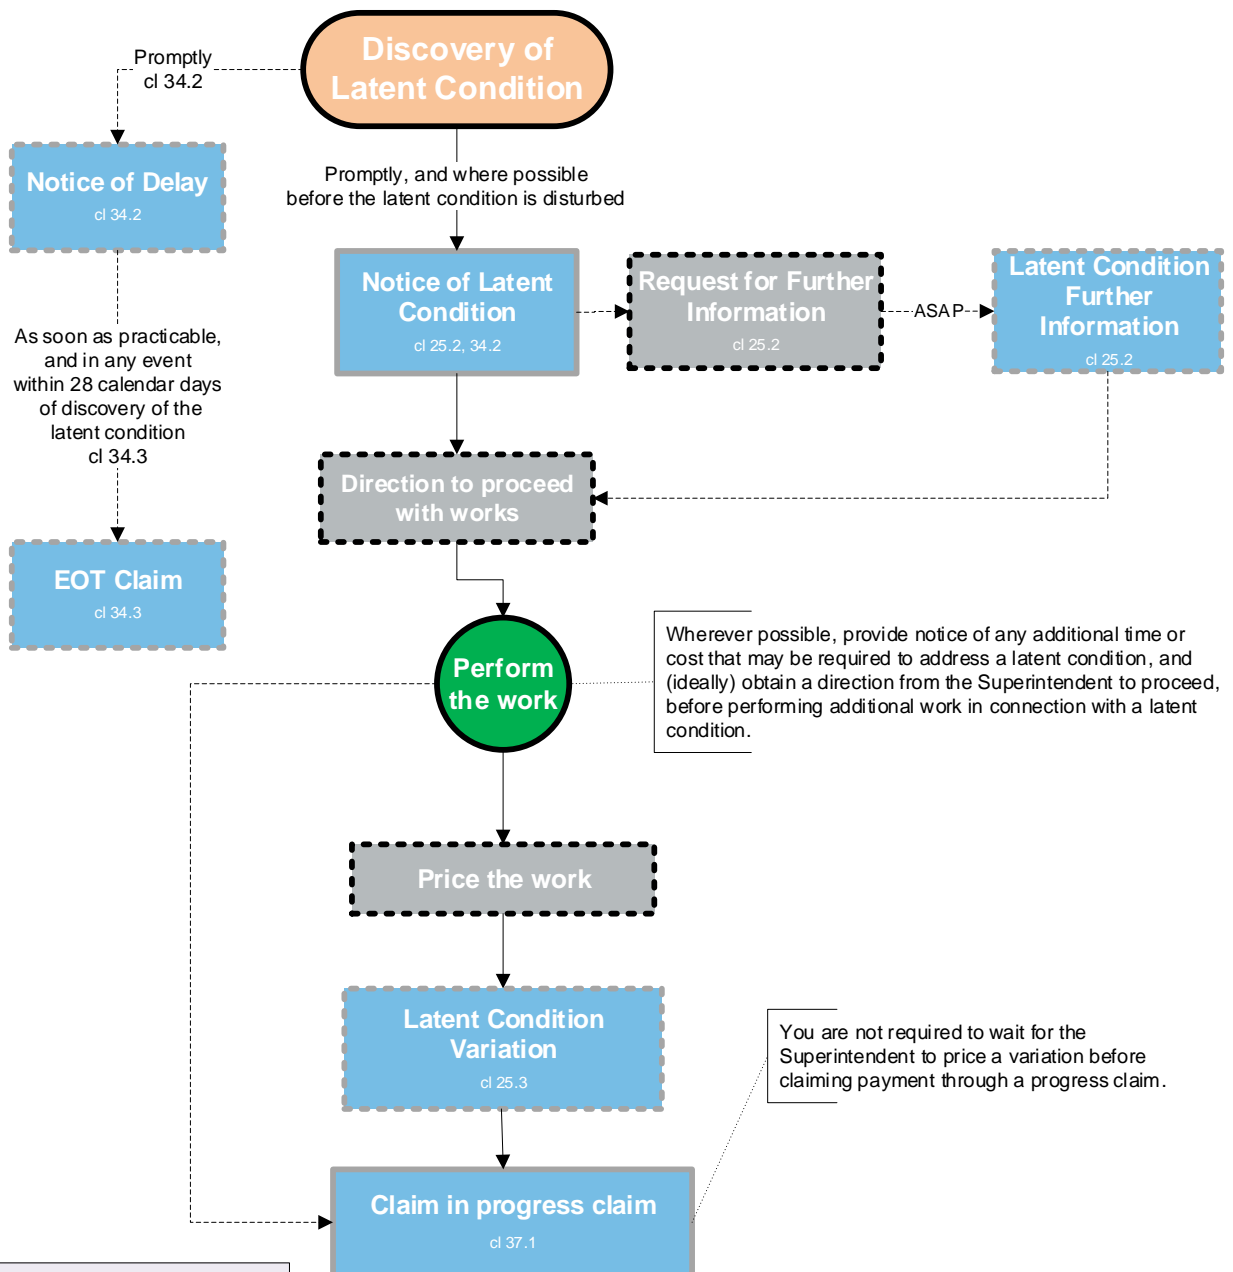 Discovery of
Latent Condition
Promptly
cl 34.2
Notice of Delay
cl 34.2
Promptly, and where possible
before the latent condition is disturbed
Notice of Latent
Condition
cl 25.2, 34.2
Request for Further
Information
cl 25.2
ASAP
Latent Condition
Further
Information
cl 25.2
As soon as practicable,
and in any event
within 28 calendar days
of discovery of the
latent condition
cl 34.3
Direction to proceed
with works
EOT Claim
cl 34.3
Perform
the work
Wherever possible, provide notice of any additional time or
cost that may be required to address a latent condition, and
(ideally) obtain a direction from the Superintendent to proceed,
before performing additional work in connection with a latent
condition.
Price the work
Latent Condition
Variation
cl 25.3
You are not required to wait for the
Superintendent to price a variation before
claiming payment through a progress claim.
Claim in progress claim
cl 37.1